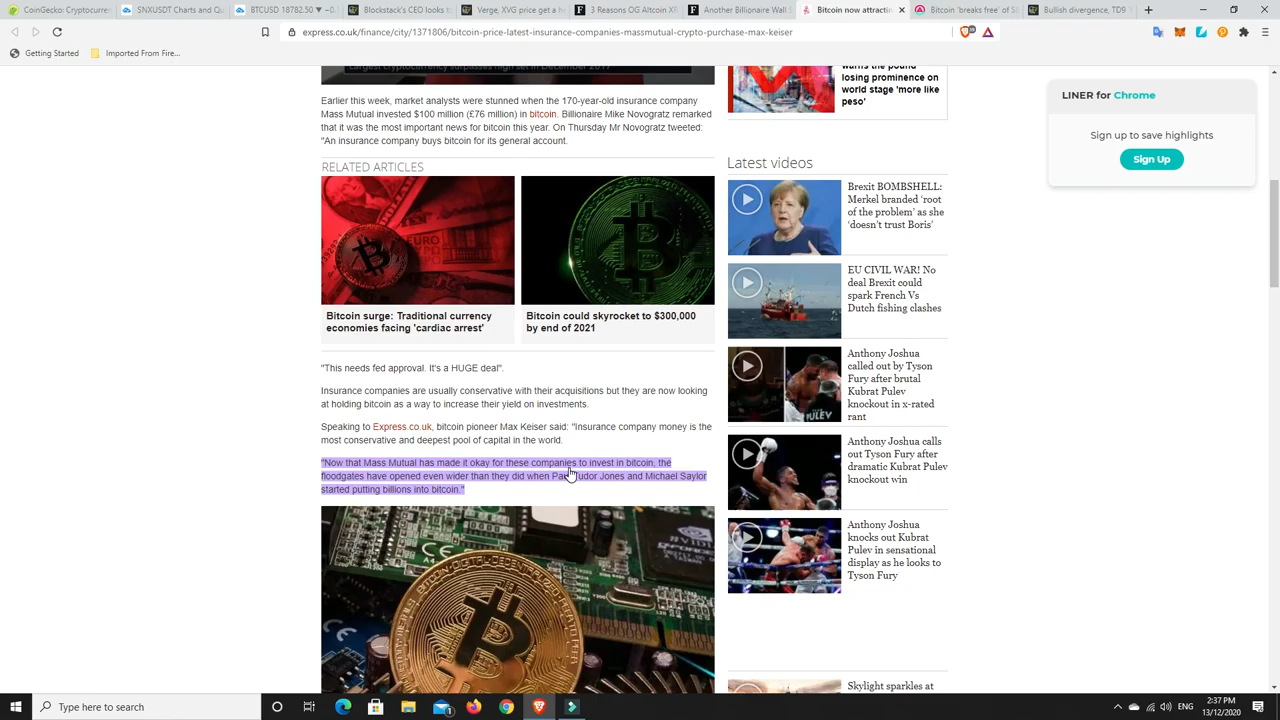 CoinGecko: Cryptocurren
SNXUSDT Charts and Qu
BTCUSD 18782.50
Blockstack's CEO looks to
Verge, XVG price get a he
3 Reasons OG Altcoin XR
Another Billionaire Wall S
Bitcoin now attractin
Bitcoin 'breaks free' of Si
Bullish divergence, TD9 '
express.co.uk/finance/city/1371806/bitcoin-price-latest-insurance-companies-massmutual-crypto-purchase-max-keiser
Getting Started
Imported From Fire...
Largest cryptocurrency surpasses high set in December 2017
Earlier this week, market analysts were stunned when the 170-year-old insurance company
Mass Mutual invested $100 million (£76 million) in bitcoin. Billionaire Mike Novogratz remarked
that it was the most important news for bitcoin this year. On Thursday Mr Novogratz tweeted:
"An insurance company buys bitcoin for its general account.
RELATED ARTICLES
Bitcoin surge: Traditional currency
economies facing 'cardiac arrest'
Bitcoin could skyrocket to $300,000
by end of 2021
"This needs fed approval. It's a HUGE deal".
Insurance companies are usually conservative with their acquisitions but they are now looking
at holding bitcoin as a way to increase their yield on investments.
Speaking to Express.co.uk, bitcoin pioneer Max Keiser said: "Insurance company money is the
most conservative and deepest pool of capital in the world.
"Now that Mass Mutual has made it okay for these companies to invest in bitcoin, the
floodgates have opened even wider than they did when Paul Tudor Jones and Michael Saylor
started putting billions into bitcoin."
warns the pound
losing prominence on
world stage 'more like
peso'
Latest videos
Brexit BOMBSHELL:
Merkel branded 'root
of the problem' as she
'doesn't trust Boris'
EU CIVIL WAR! No
deal Brexit could
spark French Vs
Dutch fishing clashes
Anthony Joshua
called out by Tyson
Fury after brutal
Kubrat Pulev
knockout in x-rated
rant
Anthony Joshua calls
out Tyson Fury after
dramatic Kubrat Pulev
knockout win
Anthony Joshua
knocks out Kubrat
Pulev in sensational
display as he looks to
Tyson Fury
Skylight sparkles at
LINER for Chrome
Sign up to save highlights
Sign Up
Type here to search
ENG
2:37 PM
13/12/2020